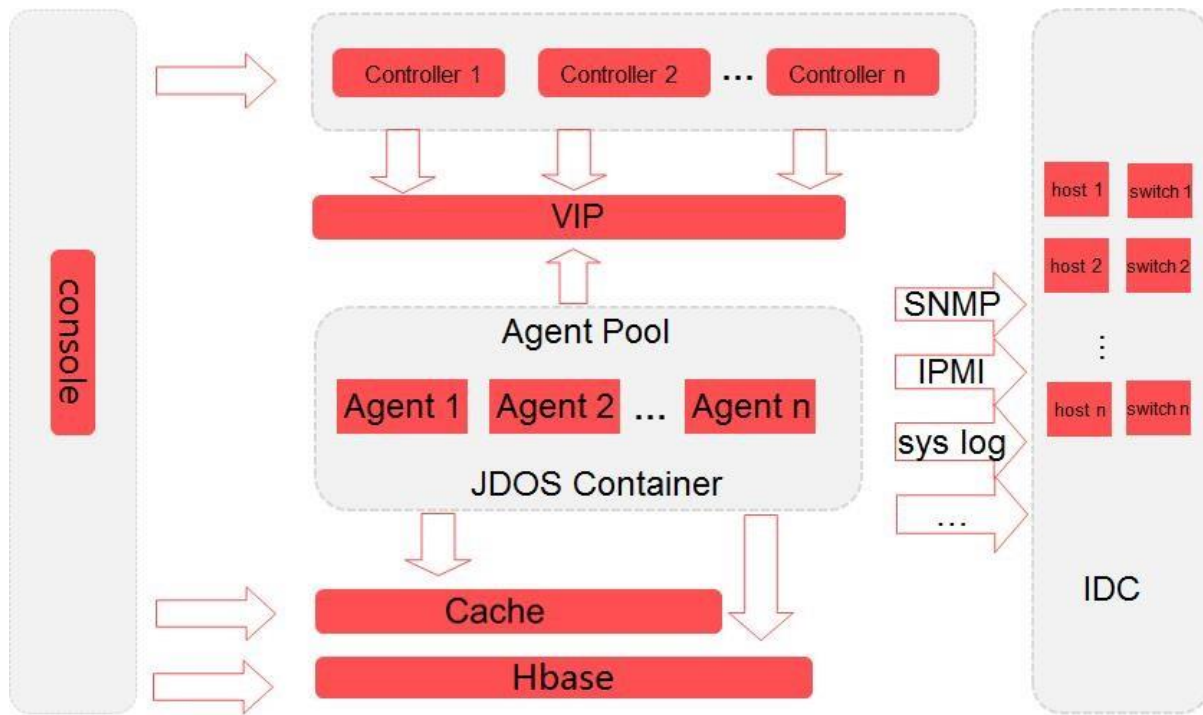 console
Controller 1
Controller 2
...
Controller n
VIP
Agent Pool
Agent 1
Agent 2
...
Agent n
JDOS Container
Cache
Hbase
SNMP
IPMI
sys log
...
host 1
switch 1
host 2
switch 2
...
host n
switch n
IDC